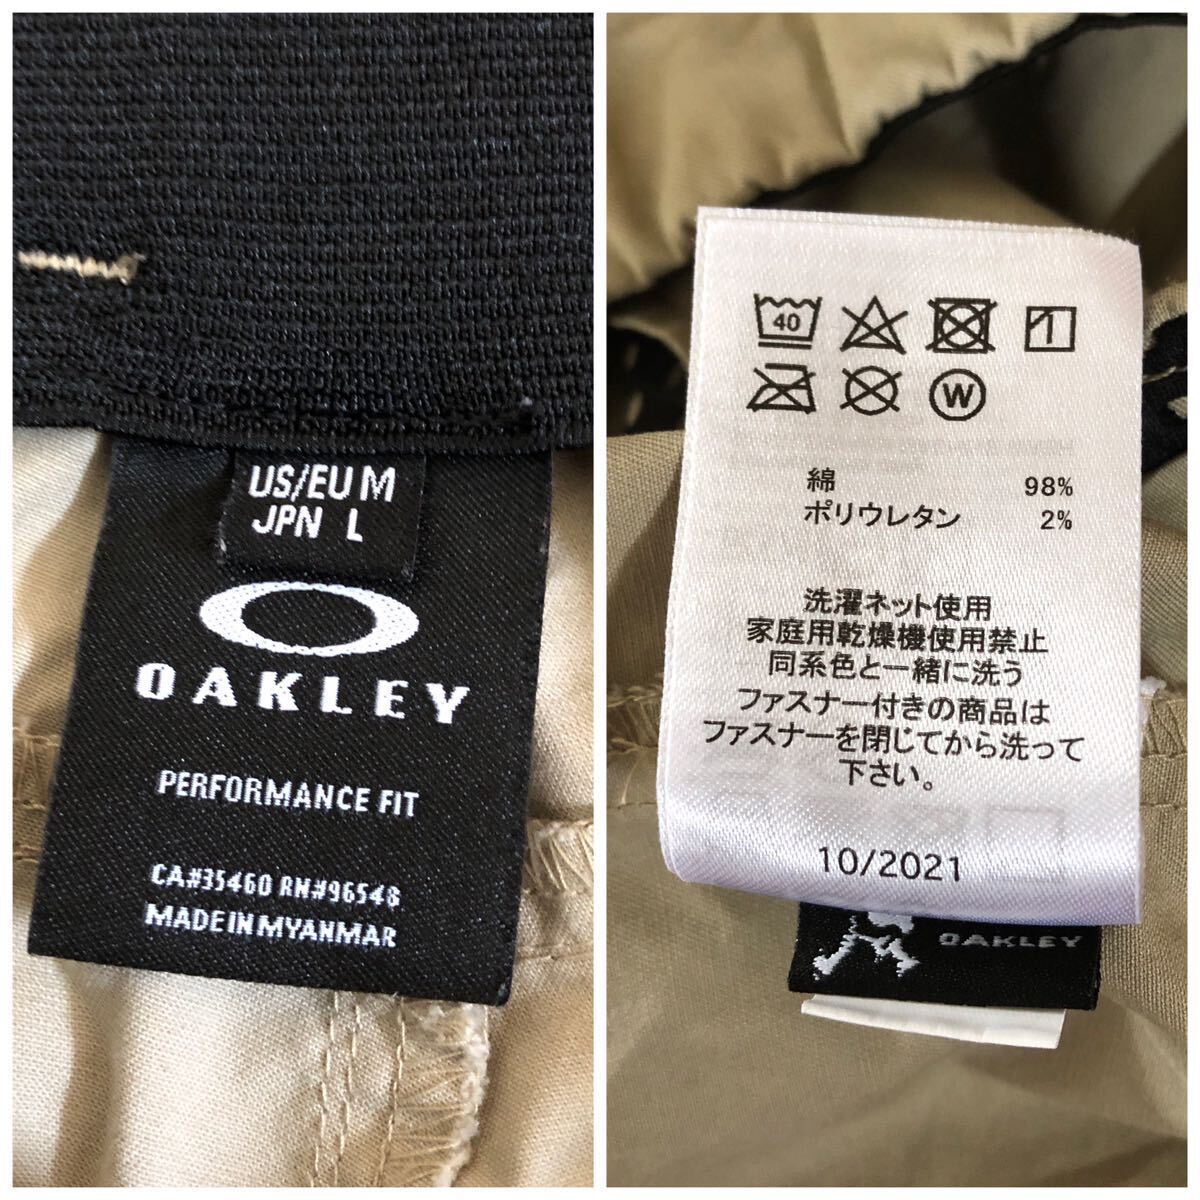 US/EU M
JPN L
OAKLEY
PERFORMANCE FIT
CA#35460 RN#96548
MADE IN MYANMAR
40
W
綿 98%
ポリウレタン 2%
洗濯ネット使用
家庭用乾燥機使用禁止
同系色と一緒に洗う
ファスナー付きの商品は
ファスナーを閉じてから洗って
下さい。
10/2021
OAKLEY